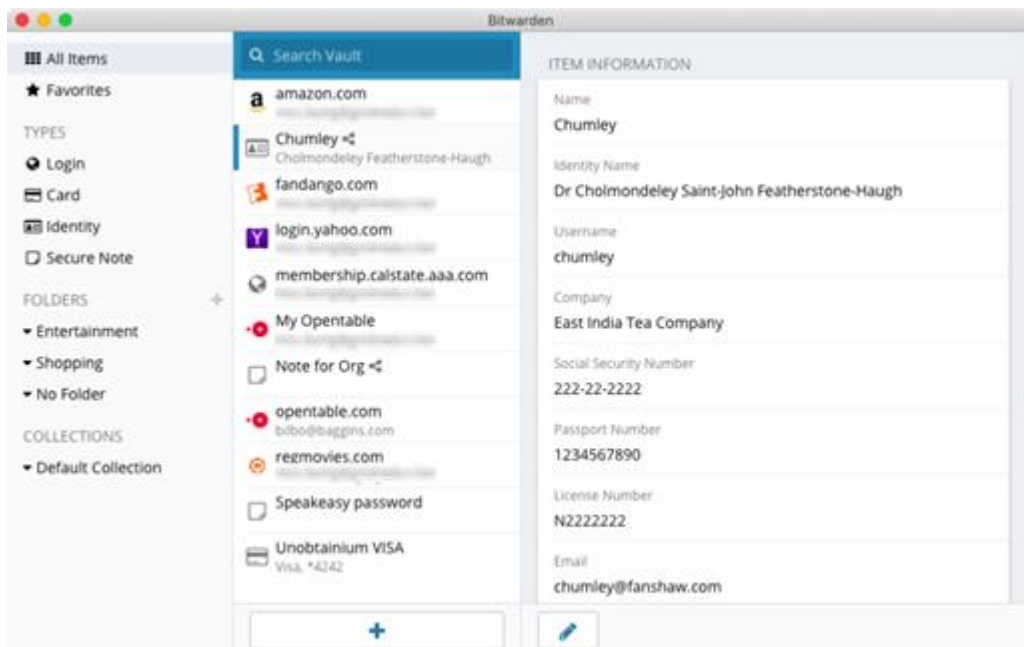 Bitwarden
All Items
Favorites
TYPES
Login
Card
Identity
Secure Note
FOLDERS
Entertainment
Shopping
No Folder
COLLECTIONS
Default Collection
Search Vault
amazon.com
Chumley
Cholmondeley Featherstone-Haugh
fandango.com
login.yahoo.com
membership.calstate.aaa.com
My Opentable
Note for Org
opentable.com
bilbo@baggins.com
regmovies.com
Speakeasy password
Unobtainium VISA
Visa, *4242
ITEM INFORMATION
Name
Chumley
Identity Name
Dr Cholmondeley Saint-John Featherstone-Haugh
Username
chumley
Company
East India Tea Company
Social Security Number
222-22-2222
Passport Number
1234567890
License Number
N2222222
Email
chumley@fanshaw.com